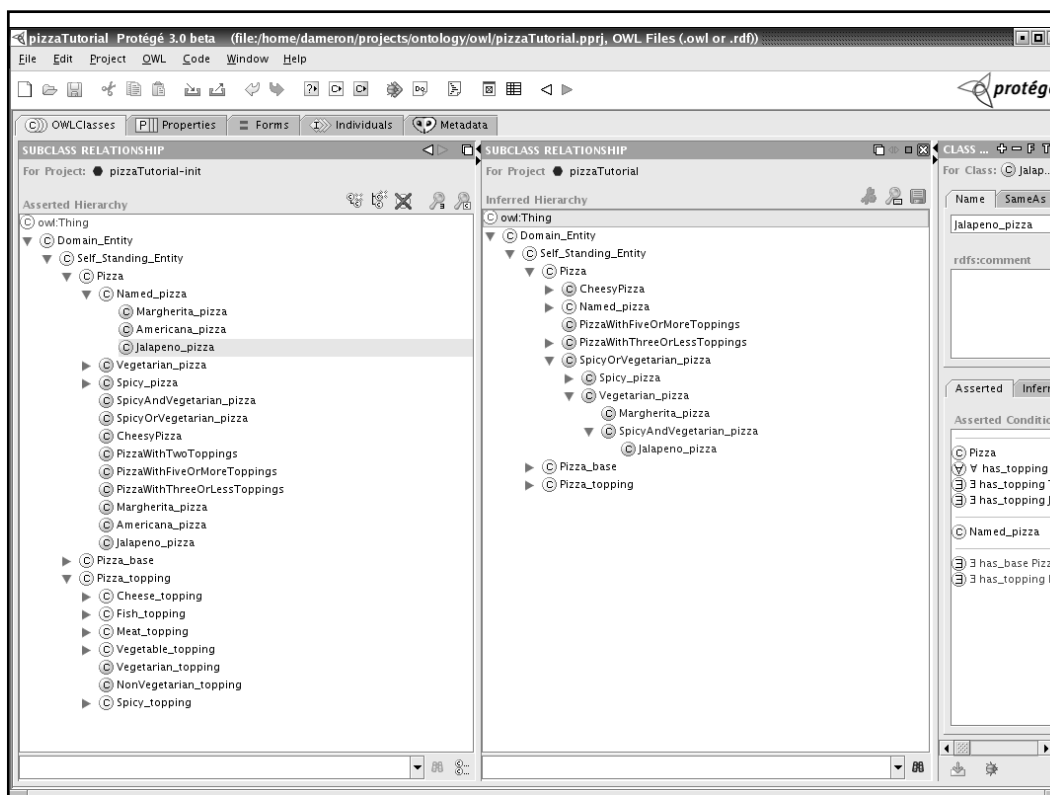 pizzaTutorial Protégé 3.0 beta (file:/home/dameron/projects/ontology/owl/pizzaTutorial.pprj, OWL Files (.owl or .rdf))
File Edit Project OWL Code Window Help
protégé
OWLClasses Properties Forms Individuals Metadata
SUBCLASS RELATIONSHIP
For Project: pizzaTutorial-init
Asserted Hierarchy
owl:Thing
Domain_Entity
Self_Standing_Entity
Pizza
Named_pizza
Margherita_pizza
Americana_pizza
Jalapeno_pizza
Vegetarian_pizza
Spicy_pizza
SpicyAndVegetarian_pizza
SpicyOrVegetarian_pizza
CheesyPizza
PizzaWithTwoToppings
PizzaWithFiveOrMoreToppings
PizzaWithThreeOrLessToppings
Margherita_pizza
Americana_pizza
Jalapeno_pizza
Pizza_base
Pizza_topping
Cheese_topping
Fish_topping
Meat_topping
Vegetable_topping
Vegetarian_topping
NonVegetarian_topping
Spicy_topping
SUBCLASS RELATIONSHIP
For Project pizzaTutorial
Inferred Hierarchy
owl:Thing
Domain_Entity
Self_Standing_Entity
Pizza
CheesyPizza
Named_pizza
PizzaWithFiveOrMoreToppings
PizzaWithThreeOrLessToppings
SpicyOrVegetarian_pizza
Spicy_pizza
Vegetarian_pizza
Margherita_pizza
SpicyAndVegetarian_pizza
Jalapeno_pizza
Pizza_base
Pizza_topping
CLASS ...
For Class: Jalap...
Name SameAs
Jalapeno_pizza
rdfs:comment
Asserted Inferr
Asserted Conditio
Pizza
∀ has_topping
∃ has_topping T
∃ has_topping J
Named_pizza
∃ has_base Pizz
∃ has_topping